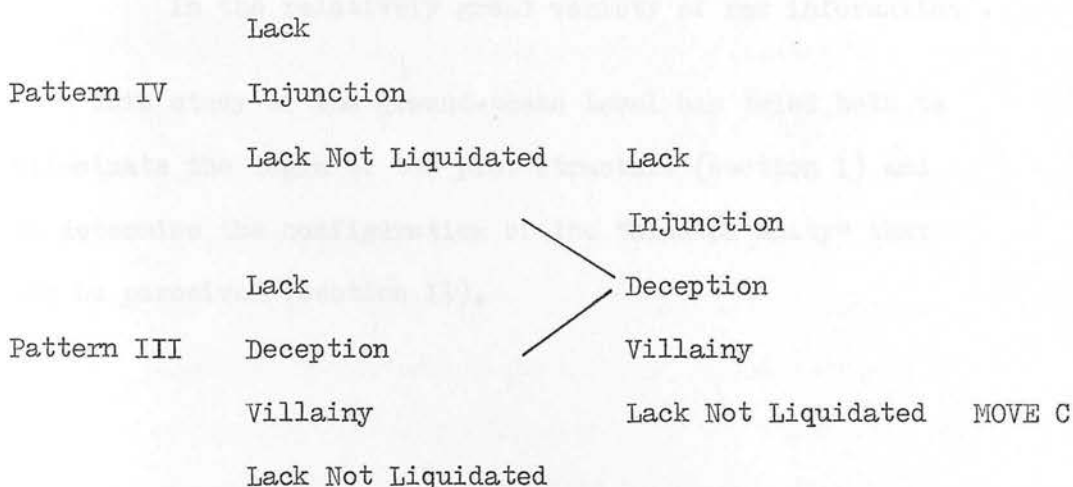 Lack
Pattern IV Injunction
Lack Not Liquidated Lack
Injunction
Lack Deception
Pattern III Deception Villainy
Villainy Lack Not Liquidated MOVE C
Lack Not Liquidated